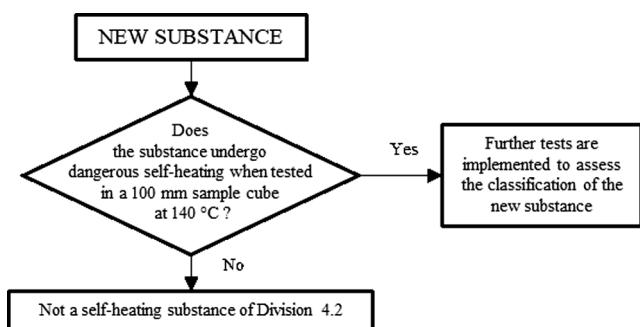 NEW SUBSTANCE
Does
the substance undergo
dangerous self-heating when tested
in a 100 mm sample cube
at 140 °C ?
Yes
Further tests are
implemented to assess
the classification of the
new substance
No
Not a self-heating substance of Division 4.2